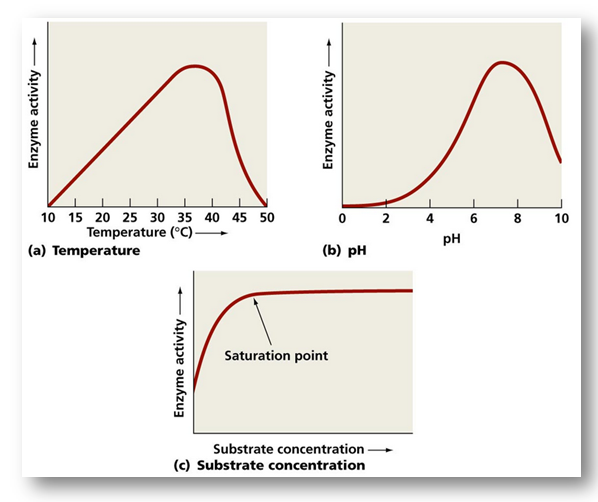 Enzyme activity
10 15 20 25 30 35 40 45 50
Temperature (°C)
(a) Temperature
Enzyme activity
0 2 4 6 8 10
pH
(b) pH
Enzyme activity
Saturation point
Substrate concentration
(c) Substrate concentration